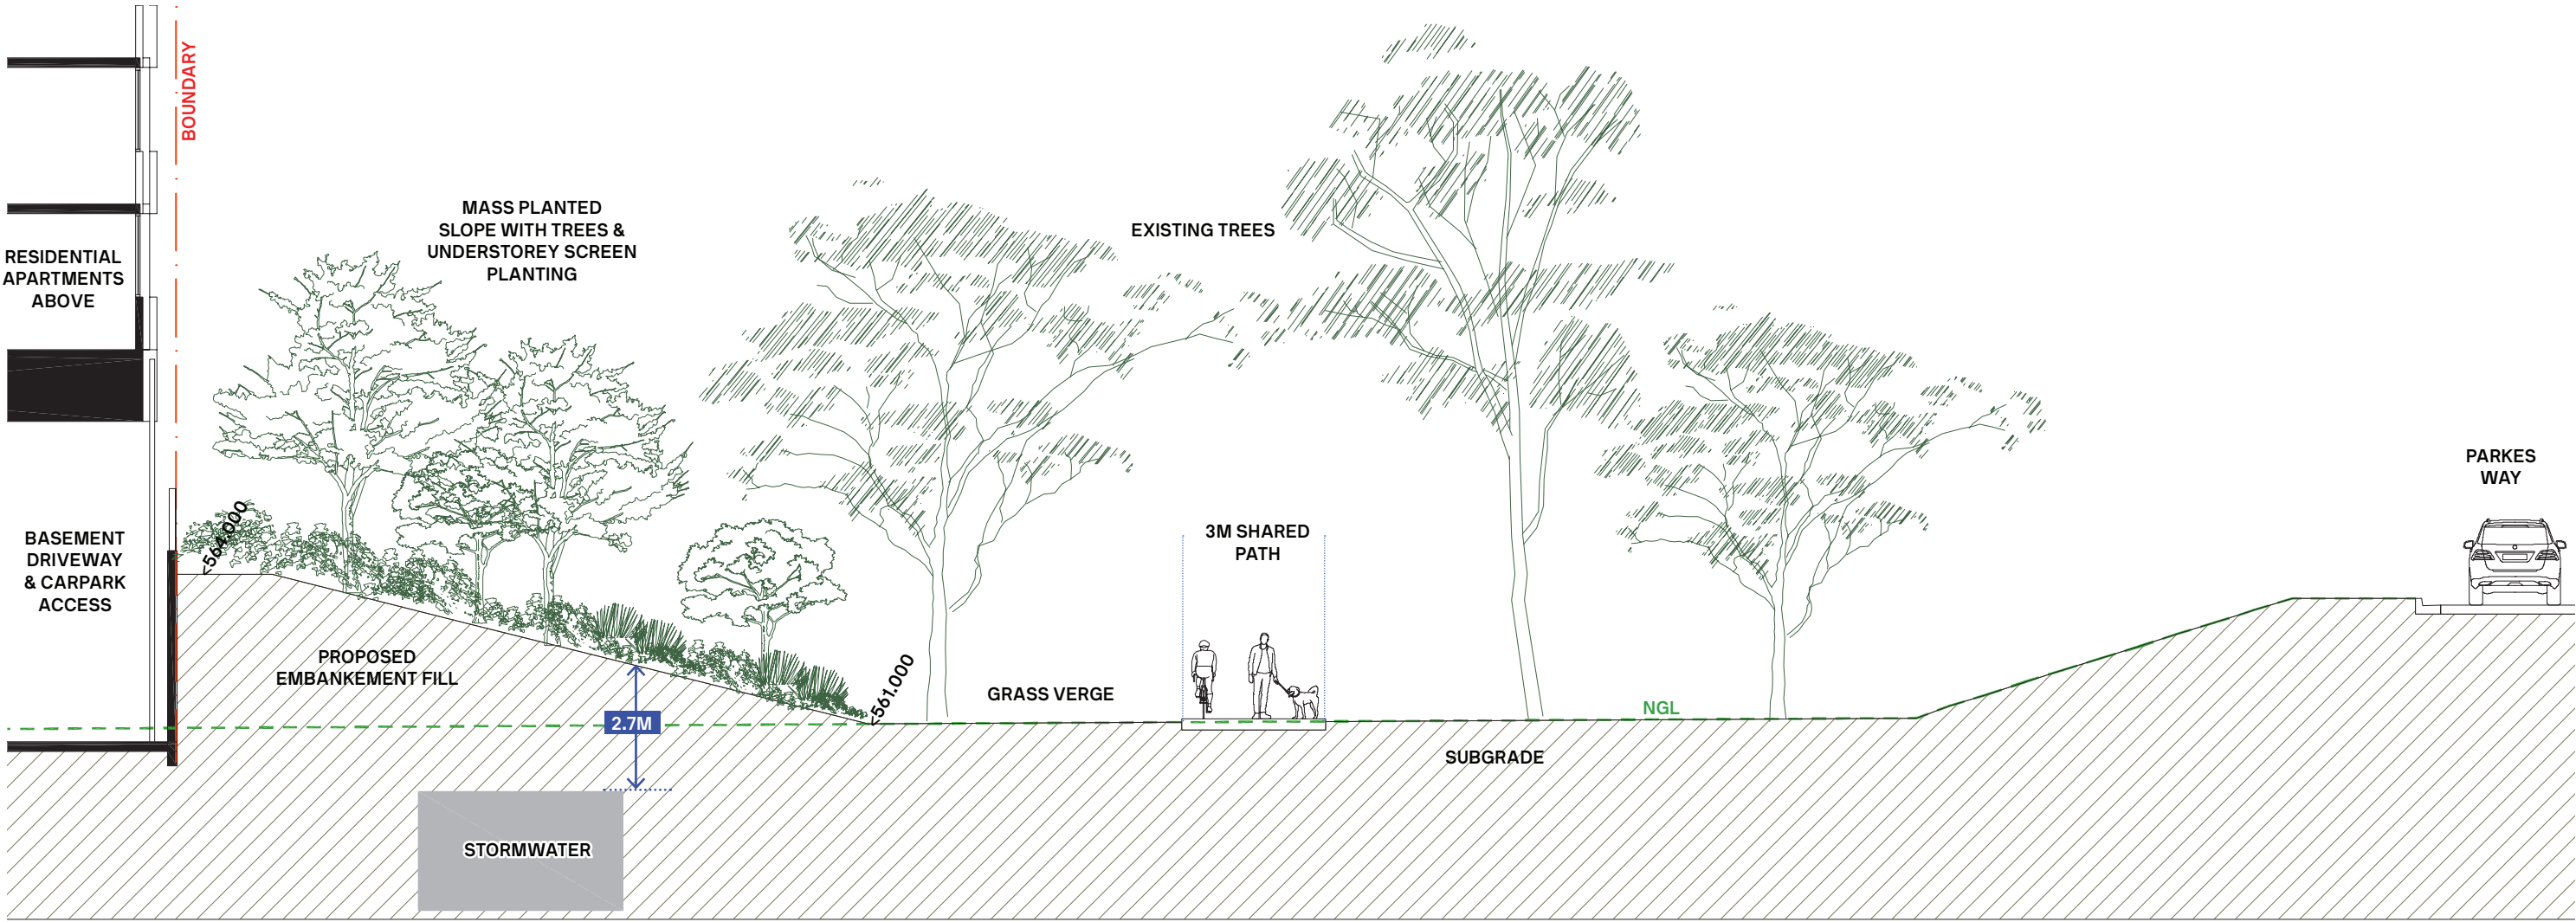 BOUNDARY
MASS PLANTED
SLOPE WITH TREES &
UNDERSTOREY SCREEN
PLANTING
EXISTING TREES
RESIDENTIAL
APARTMENTS
ABOVE
PARKES
WAY
BASEMENT
DRIVEWAY
& CARPARK
ACCESS
<564.000
3M SHARED
PATH
PROPOSED
EMBANKEMENT FILL
<561.000
GRASS VERGE
2.7M
NGL
SUBGRADE
STORMWATER